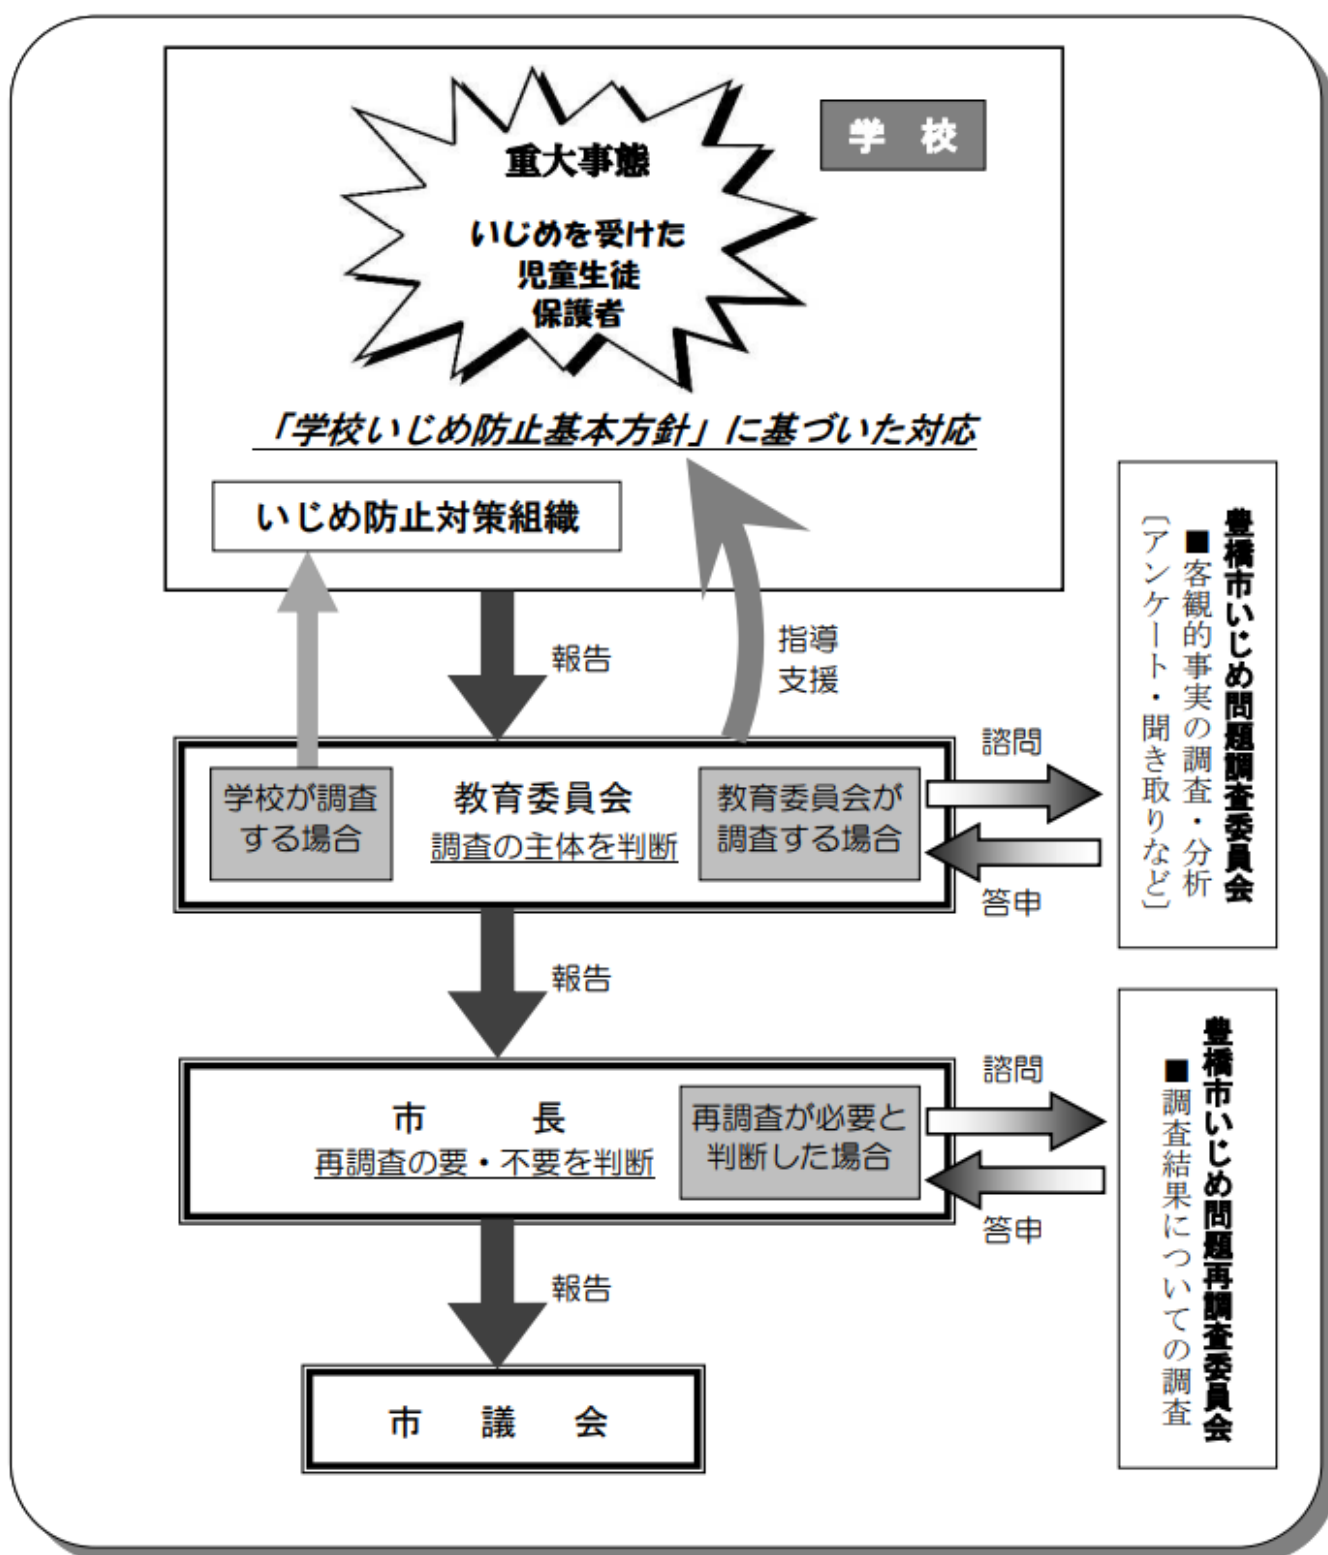 学　校
重大事態
いじめを受けた
児童生徒
保護者
「学校いじめ防止基本方針」に基づいた対応
いじめ防止対策組織
報告
指導
支援
学校が調査
する場合
教育委員会
調査の主体を判断
教育委員会が
調査する場合
諮問
答申
豊橋市いじめ問題調査委員会
■客観的事実の調査・分析
〔アンケート・聞き取りなど〕
報告
市　長
再調査の要・不要を判断
再調査が必要と
判断した場合
諮問
答申
豊橋市いじめ問題再調査委員会
■調査結果についての調査
報告
市　議　会